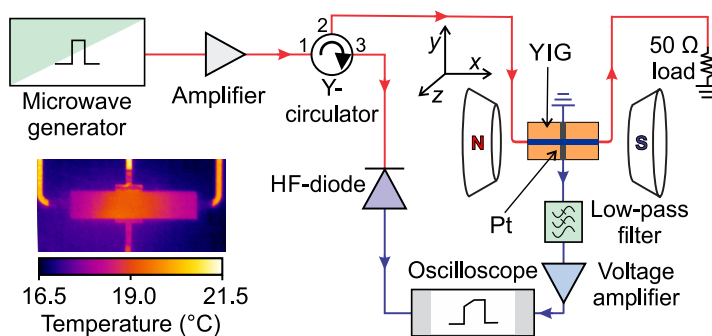 Microwave
generator
Amplifier
1
2
3
Y-
circulator
y
x
z
YIG
50 Ω
load
N
S
HF-diode
Pt
Low-pass
filter
Oscilloscope
Voltage
amplifier
16.5 19.0 21.5
Temperature (°C)